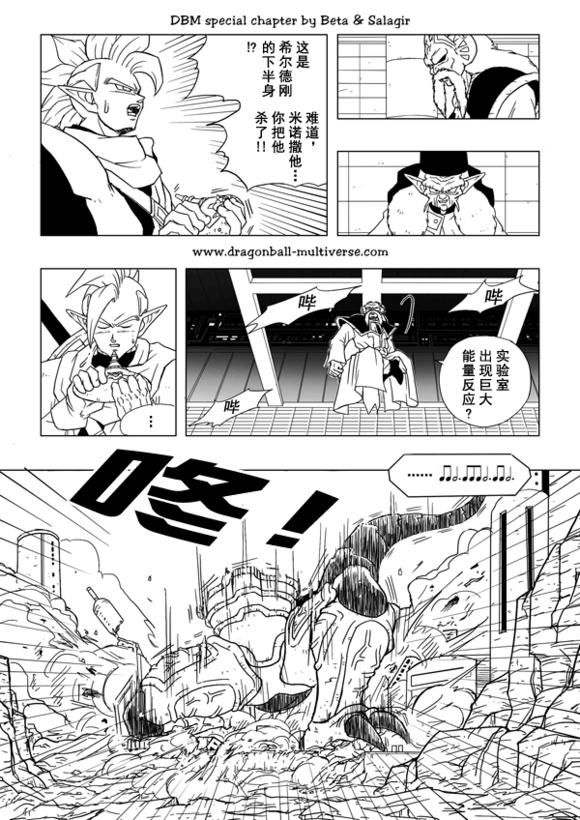 DBM special chapter by Beta & Salagir
这是
希尔德刚
的下半身
!?
难道，
米诺撒他…
你把他
杀了!!
www.dragonball-multiverse.com
哔
哔
哔
实验室
出现巨大
能量反应？
…
……
咚！